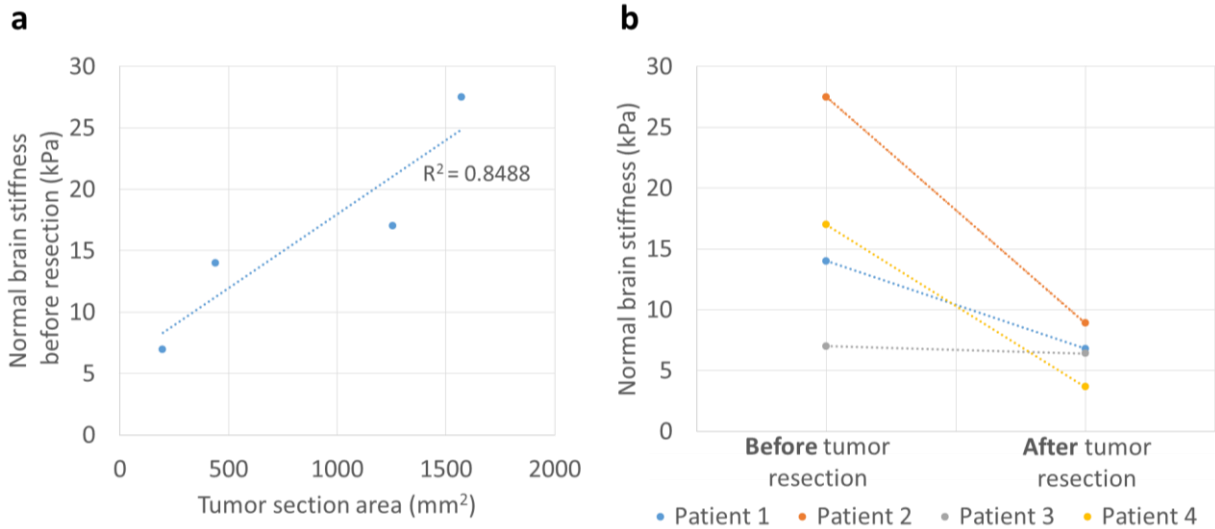 a
Normal brain stiffness
before resection (kPa)
30
25
20
15
10
5
0
R² = 0.8488
0 500 1000 1500 2000
Tumor section area (mm²)
b
Normal brain stiffness (kPa)
30
25
20
15
10
5
0
Before tumor
resection
After tumor
resection
Patient 1 Patient 2 Patient 3 Patient 4